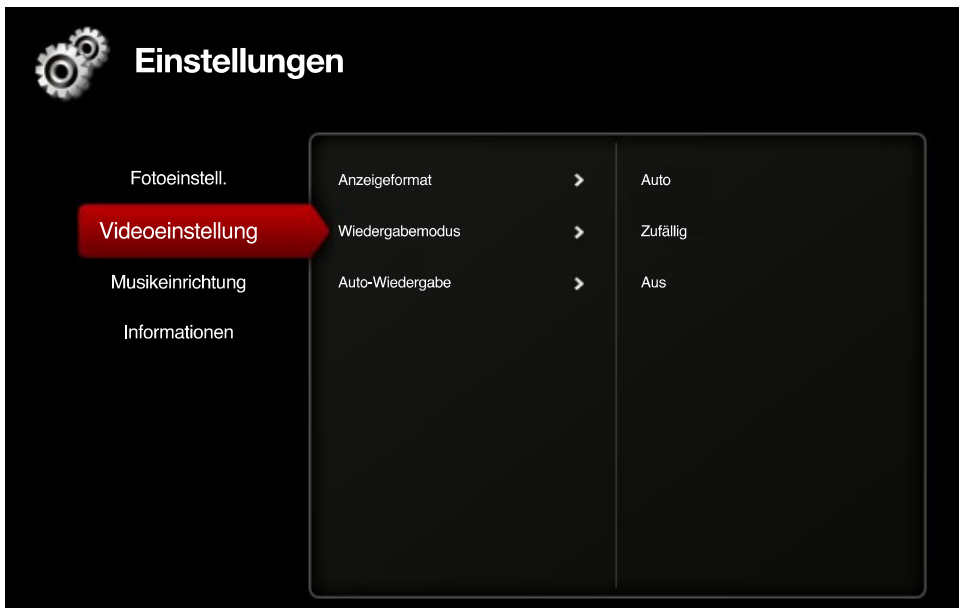 Einstellungen
Fotoeinstell.
Videoeinstellung
Musikeinrichtung
Informationen
Anzeigeformat Auto
Wiedergabemodus Zufällig
Auto-Wiedergabe Aus